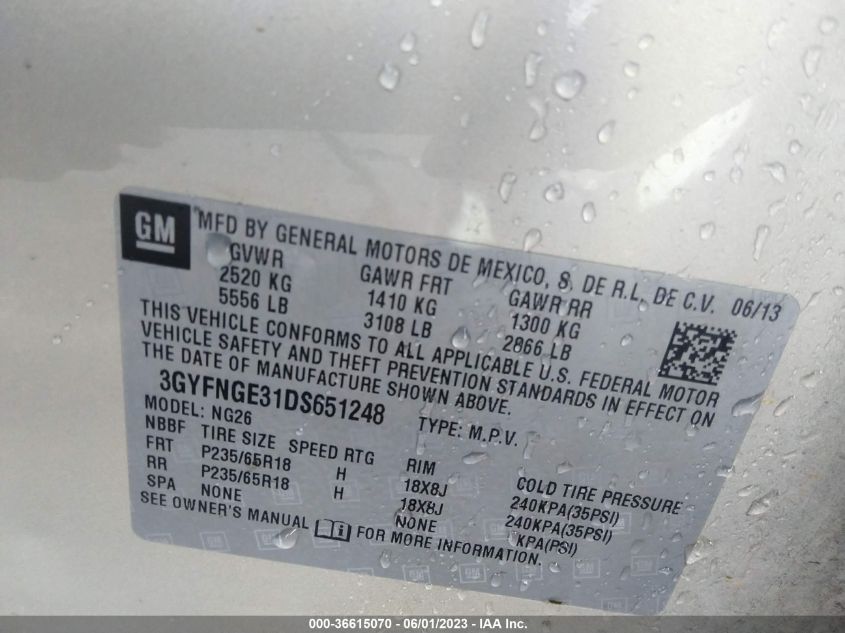 GM
MFD BY GENERAL MOTORS DE MEXICO, S. DE R.L. DE C.V. 06/13
GVWR GAWR FRT GAWR RR
2520 KG 1410 KG 1300 KG
5556 LB 3108 LB 2866 LB
THIS VEHICLE CONFORMS TO ALL APPLICABLE U.S. FEDERAL MOTOR
VEHICLE SAFETY AND THEFT PREVENTION STANDARDS IN EFFECT ON
THE DATE OF MANUFACTURE SHOWN ABOVE.
3GYFNGE31DS651248 TYPE: M.P.V.
MODEL: NG26
NBBF TIRE SIZE SPEED RTG RIM COLD TIRE PRESSURE
FRT P235/65R18 H 18X8J 240KPA(35PSI)
RR P235/65R18 H 18X8J 240KPA(35PSI)
SPA NONE NONE KPA(PSI)
SEE OWNER'S MANUAL i FOR MORE INFORMATION.
000-36615070 - 06/01/2023 - IAAI.com